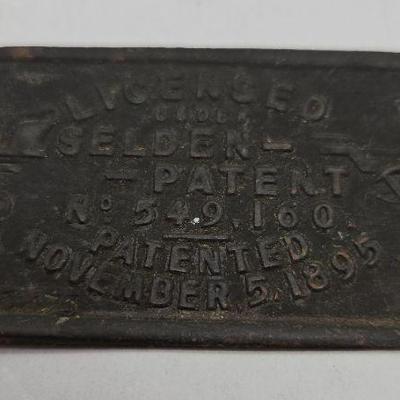 LICENSED
UNDER
SELDEN
PATENT
No 549,160.
PATENTED
NOVEMBER 5, 1895